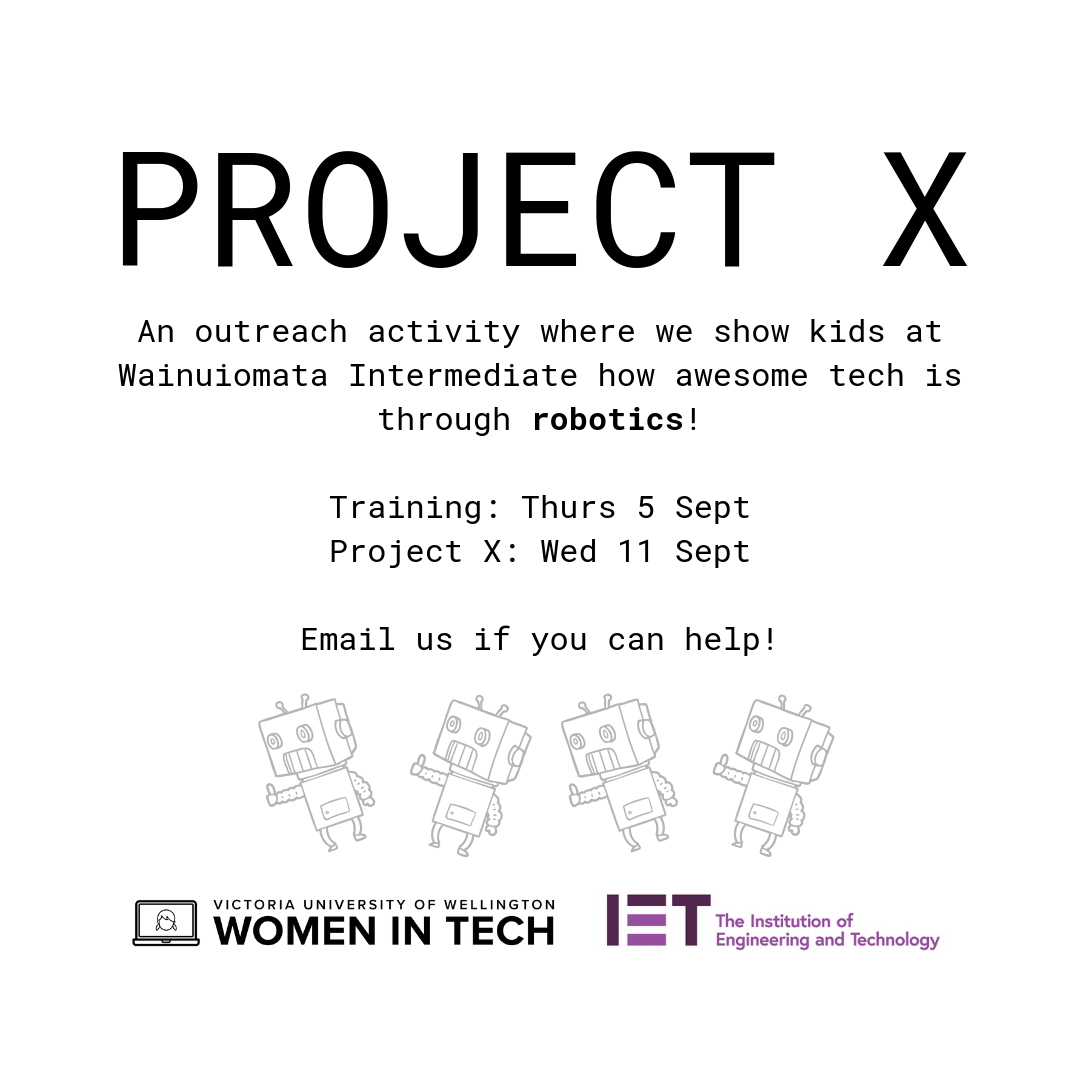 PROJECT X
An outreach activity where we show kids at
Wainuiomata Intermediate how awesome tech is
through robotics!
Training: Thurs 5 Sept
Project X: Wed 11 Sept
Email us if you can help!
VICTORIA UNIVERSITY OF WELLINGTON
WOMEN IN TECH
IET The Institution of
Engineering and Technology